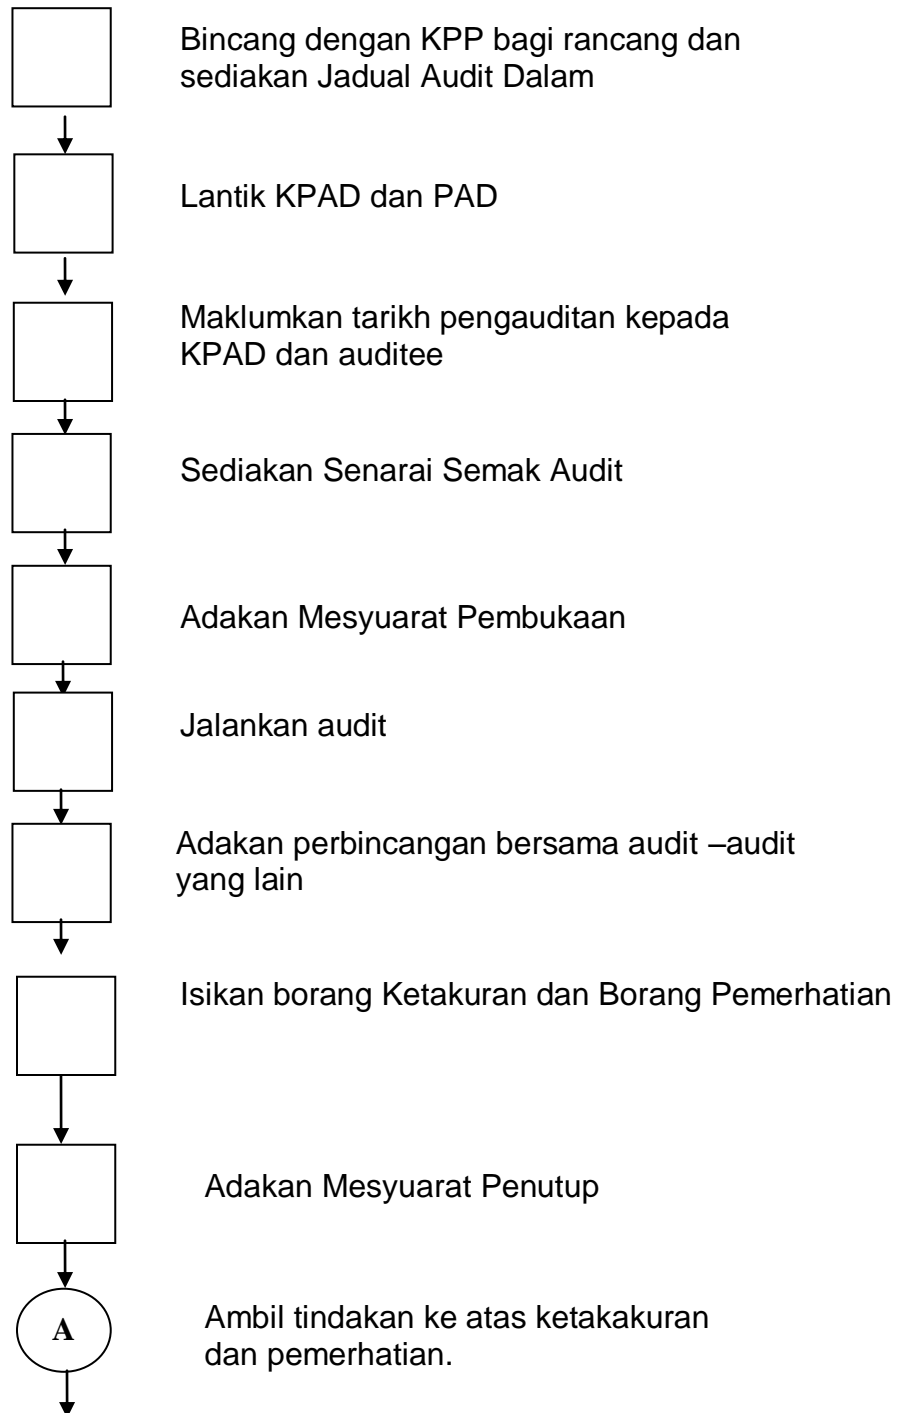 Bincang dengan KPP bagi rancang dan
sediakan Jadual Audit Dalam
Lantik KPAD dan PAD
Maklumkan tarikh pengauditan kepada
KPAD dan auditee
Sediakan Senarai Semak Audit
Adakan Mesyuarat Pembukaan
Jalankan audit
Adakan perbincangan bersama audit –audit
yang lain
Isikan borang Ketakuran dan Borang Pemerhatian
Adakan Mesyuarat Penutup
A
Ambil tindakan ke atas ketakakuran
dan pemerhatian.